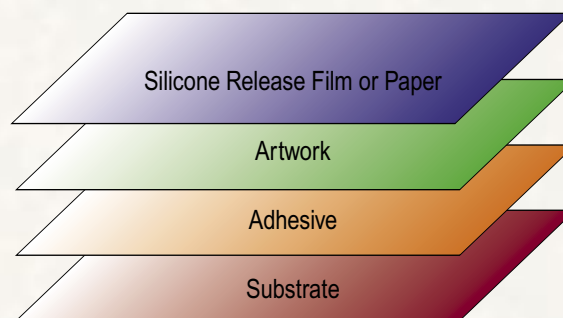 Silicone Release Film or Paper
Artwork
Adhesive
Substrate